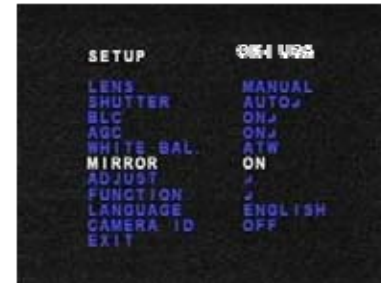 SETUP
LENS MANUAL
SHUTTER AUTO↲
BLC ON↲
AGC ON↲
WHITE BAL. ATW
MIRROR ON
ADJUST ↲
FUNCTION ↲
LANGUAGE ENGLISH
CAMERA ID OFF
EXIT